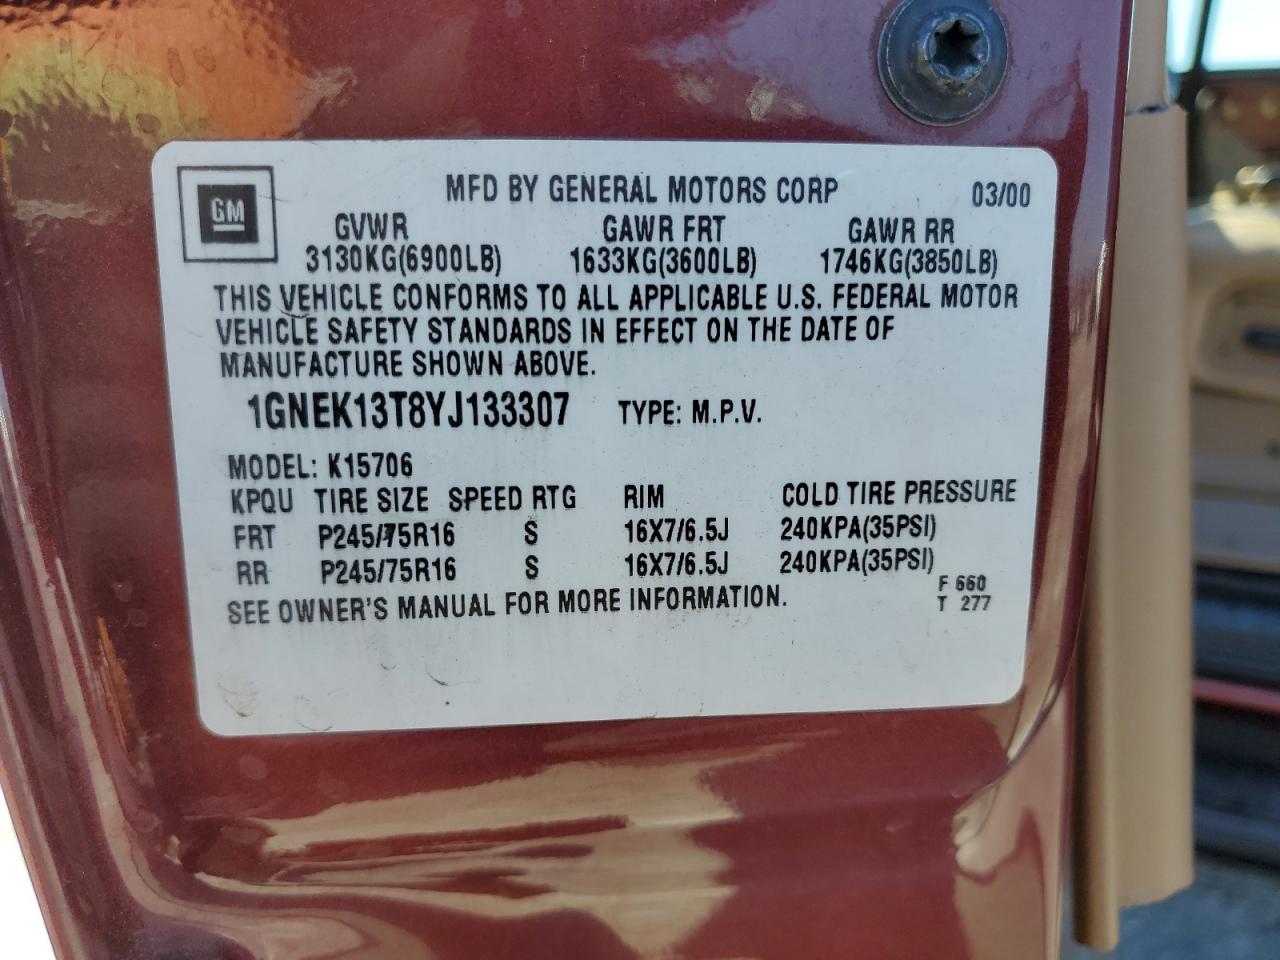 GM
MFD BY GENERAL MOTORS CORP 03/00
GVWR GAWR FRT GAWR RR
3130KG(6900LB) 1633KG(3600LB) 1746KG(3850LB)
THIS VEHICLE CONFORMS TO ALL APPLICABLE U.S. FEDERAL MOTOR
VEHICLE SAFETY STANDARDS IN EFFECT ON THE DATE OF
MANUFACTURE SHOWN ABOVE.
1GNEK13T8YJ133307 TYPE: M.P.V.
MODEL: K15706
KPQU TIRE SIZE SPEED RTG RIM COLD TIRE PRESSURE
FRT P245/75R16 S 16X7/6.5J 240KPA(35PSI)
RR P245/75R16 S 16X7/6.5J 240KPA(35PSI)
SEE OWNER'S MANUAL FOR MORE INFORMATION.
F 660
T 277